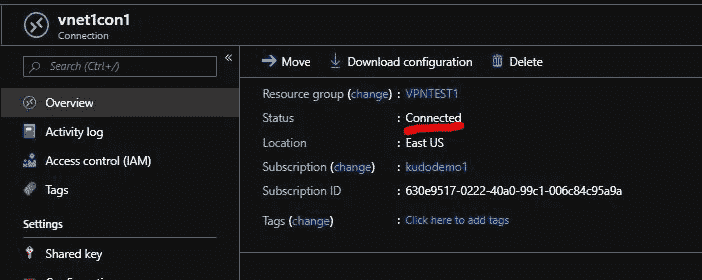 vnet1con1
Connection
Search (Ctrl+/)
«
Overview
Activity log
Access control (IAM)
Tags
Settings
Shared key
Move Download configuration Delete
Resource group (change) : VPNTEST1
Status : Connected
Location : East US
Subscription (change) : kudodemo1
Subscription ID : 630e9517-0222-40a0-99c1-006c84c95a9a
Tags (change) : Click here to add tags